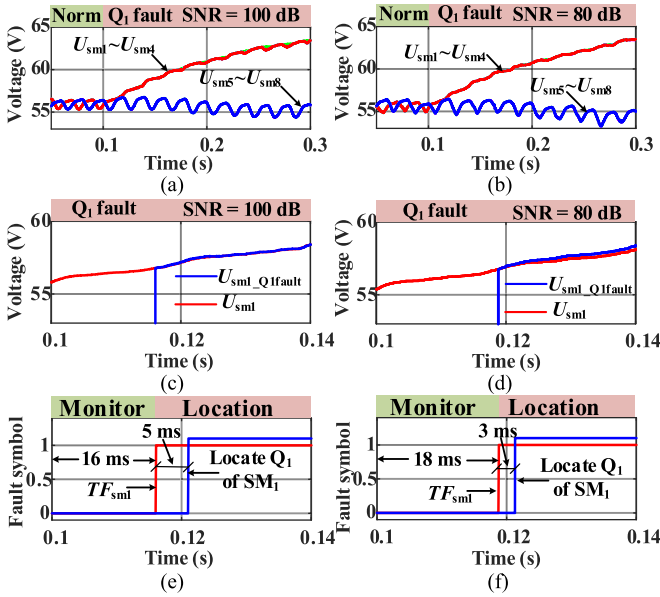 Norm Q1 fault SNR = 100 dB
Voltage (V)
65
60
55
Usm1~Usm4
Usm5~Usm8
0.1 0.2 0.3
Time (s)
(a)
Norm Q1 fault SNR = 80 dB
Voltage (V)
65
60
55
Usm1~Usm4
Usm5~Usm8
0.1 0.2 0.3
Time (s)
(b)
Q1 fault SNR = 100 dB
Voltage (V)
60
55
Usm1_Q1fault
Usm1
0.1 0.12 0.14
Time (s)
(c)
Q1 fault SNR = 80 dB
Voltage (V)
60
55
Usm1_Q1fault
Usm1
0.1 0.12 0.14
Time (s)
(d)
Monitor Location
Fault symbol
1
0.5
0
5 ms
16 ms
TFsm1
Locate Q1
of SM1
0.1 0.12 0.14
Time (s)
(e)
Monitor Location
Fault symbol
1
0.5
0
3 ms
18 ms
TFsm1
Locate Q1
of SM1
0.1 0.12 0.14
Time (s)
(f)